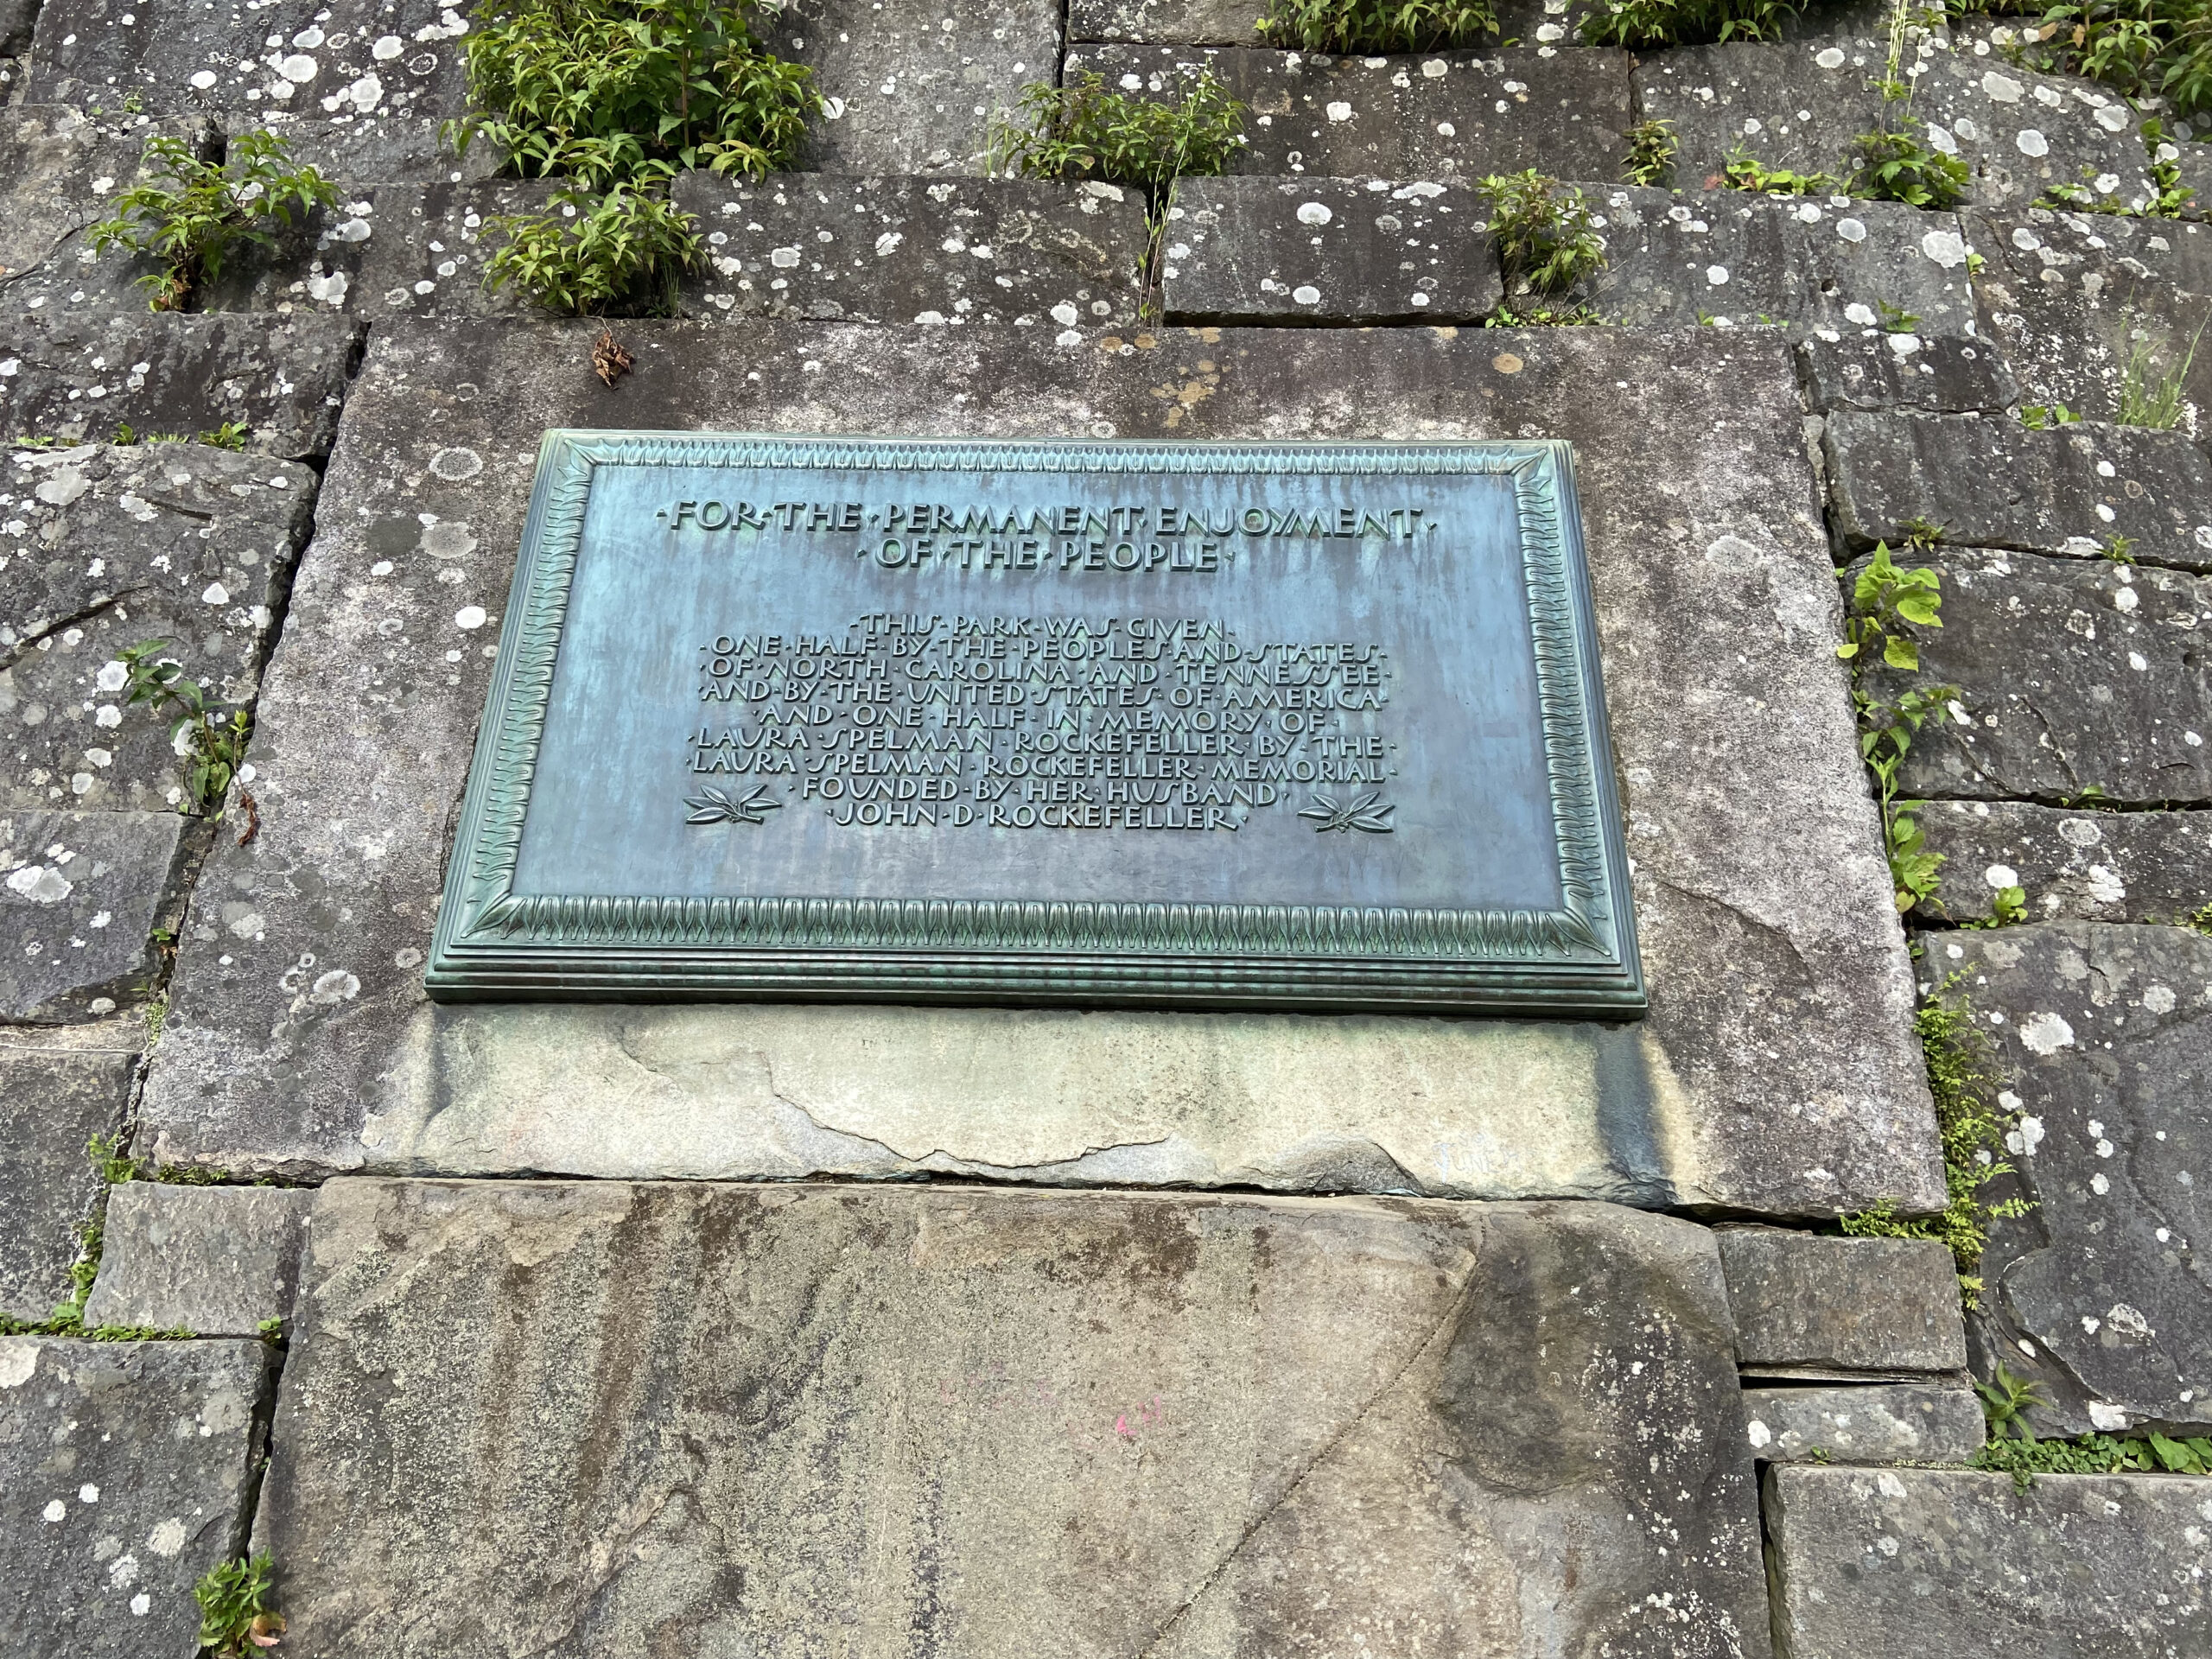 ·FOR·THE·PERMANENT·ENJOYMENT·
·OF·THE·PEOPLE·
·THIS·PARK·WAS·GIVEN·
·ONE·HALF·BY·THE·PEOPLES·AND·STATES·
·OF·NORTH·CAROLINA·AND·TENNESSEE·
·AND·BY·THE·UNITED·STATES·OF·AMERICA·
·AND·ONE·HALF·IN·MEMORY·OF·
·LAURA·SPELMAN·ROCKEFELLER·BY·THE·
·LAURA·SPELMAN·ROCKEFELLER·MEMORIAL·
·FOUNDED·BY·HER·HUSBAND·
·JOHN·D·ROCKEFELLER·